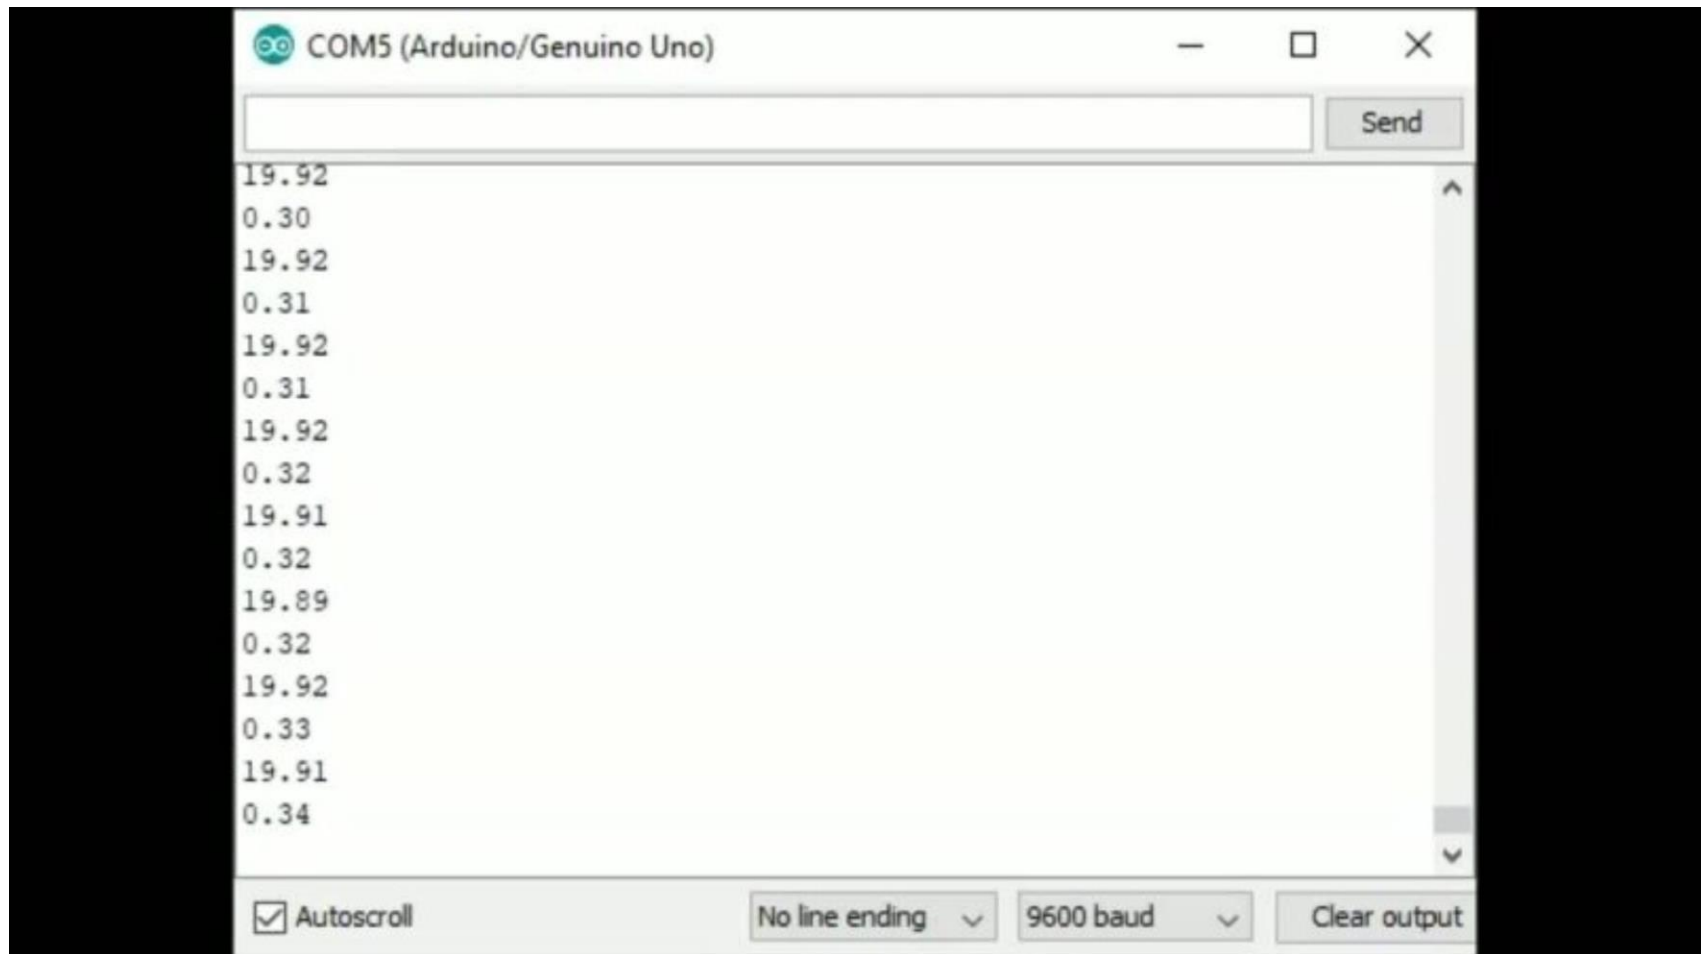 COM5 (Arduino/Genuino Uno)
Send
19.92
0.30
19.92
0.31
19.92
0.31
19.92
0.32
19.91
0.32
19.89
0.32
19.92
0.33
19.91
0.34
Autoscroll
No line ending
9600 baud
Clear output